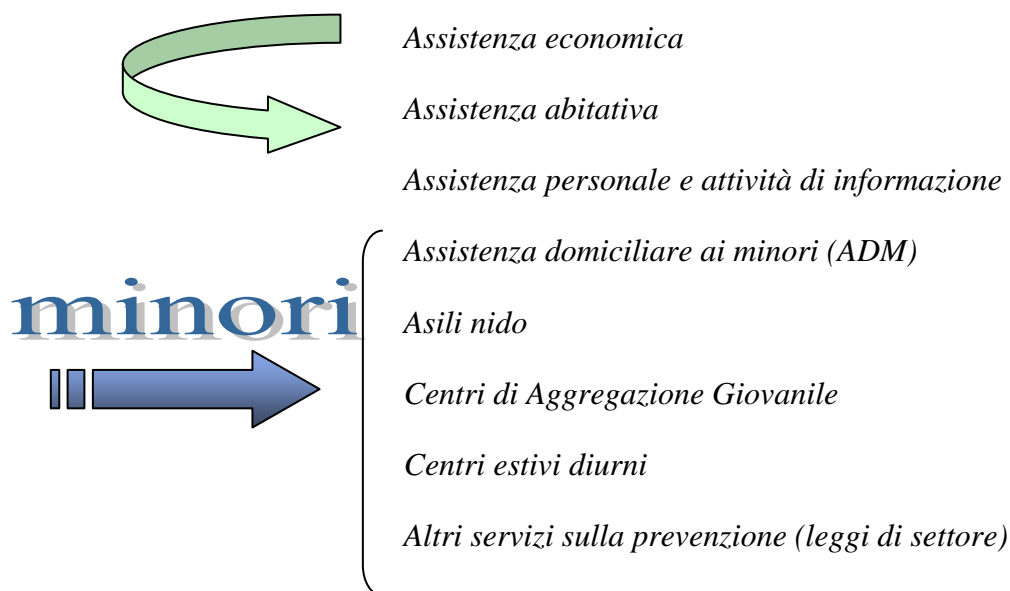 Assistenza economica
Assistenza abitativa
Assistenza personale e attività di informazione
Assistenza domiciliare ai minori (ADM)
minori
Asili nido
Centri di Aggregazione Giovanile
Centri estivi diurni
Altri servizi sulla prevenzione (leggi di settore)